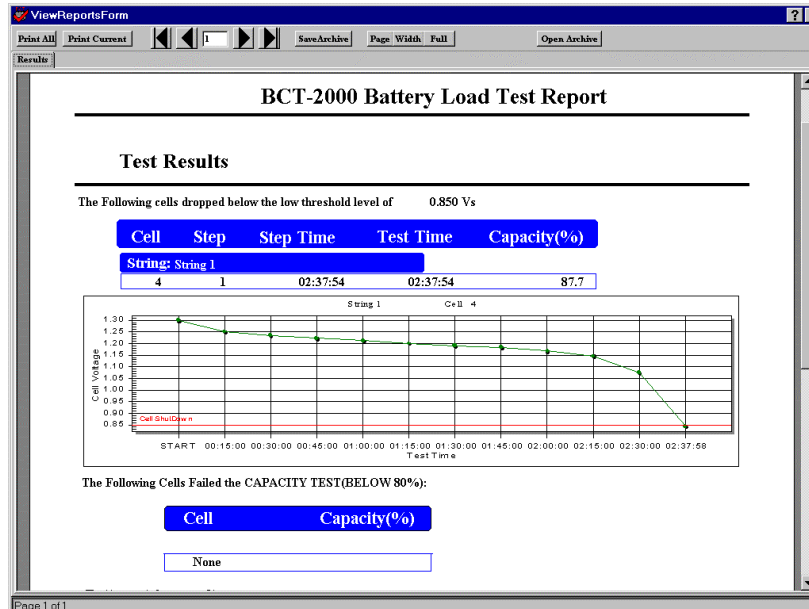 ViewReportsForm ?
Print All Print Current 1 SaveArchive Page Width Full Open Archive
Results
BCT-2000 Battery Load Test Report
Test Results
The Following cells dropped below the low threshold level of 0.850 Vs
Cell Step Step Time Test Time Capacity(%)
String: String 1
4 1 02:37:54 02:37:54 87.7
String 1 Cell 4
1.30
1.25
1.20
1.15
1.10
1.05
1.00
0.95
0.90
0.85
Cell Voltage
Cell ShutDown
START 00:15:00 00:30:00 00:45:00 01:00:00 01:15:00 01:30:00 01:45:00 02:00:00 02:15:00 02:30:00 02:37:58
Test Time
The Following Cells Failed the CAPACITY TEST(BELOW 80%):
Cell Capacity(%)
None
Page 1 of 1